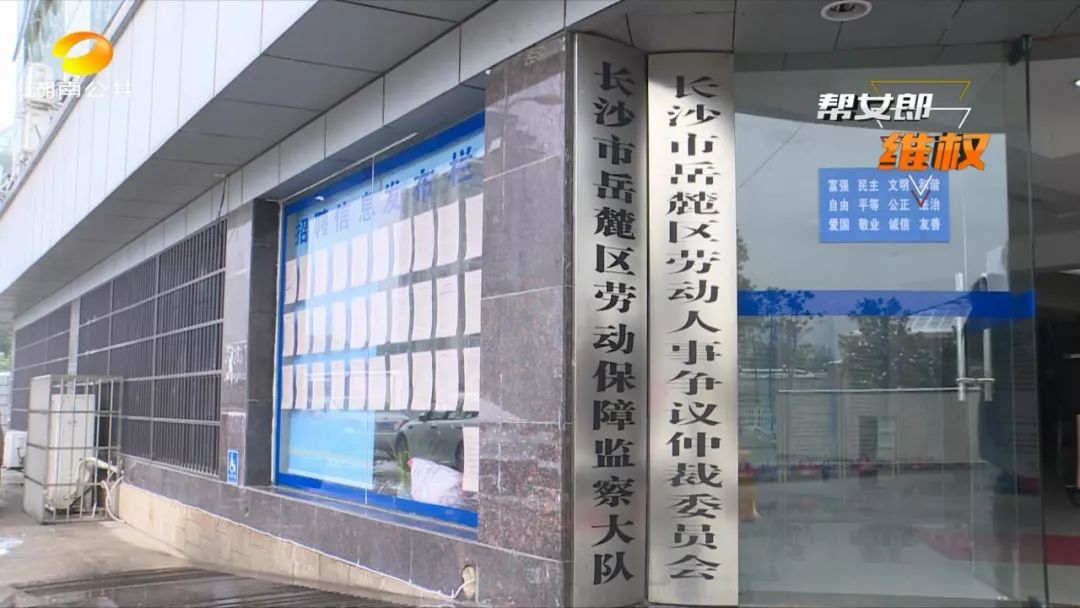 湖南公共
帮女郎
维权
招聘信息发布栏
长沙市岳麓区劳动保障监察大队
长沙市岳麓区劳动人事争议仲裁委员会
富强 民主 文明 和谐
自由 平等 公正 法治
爱国 敬业 诚信 友善